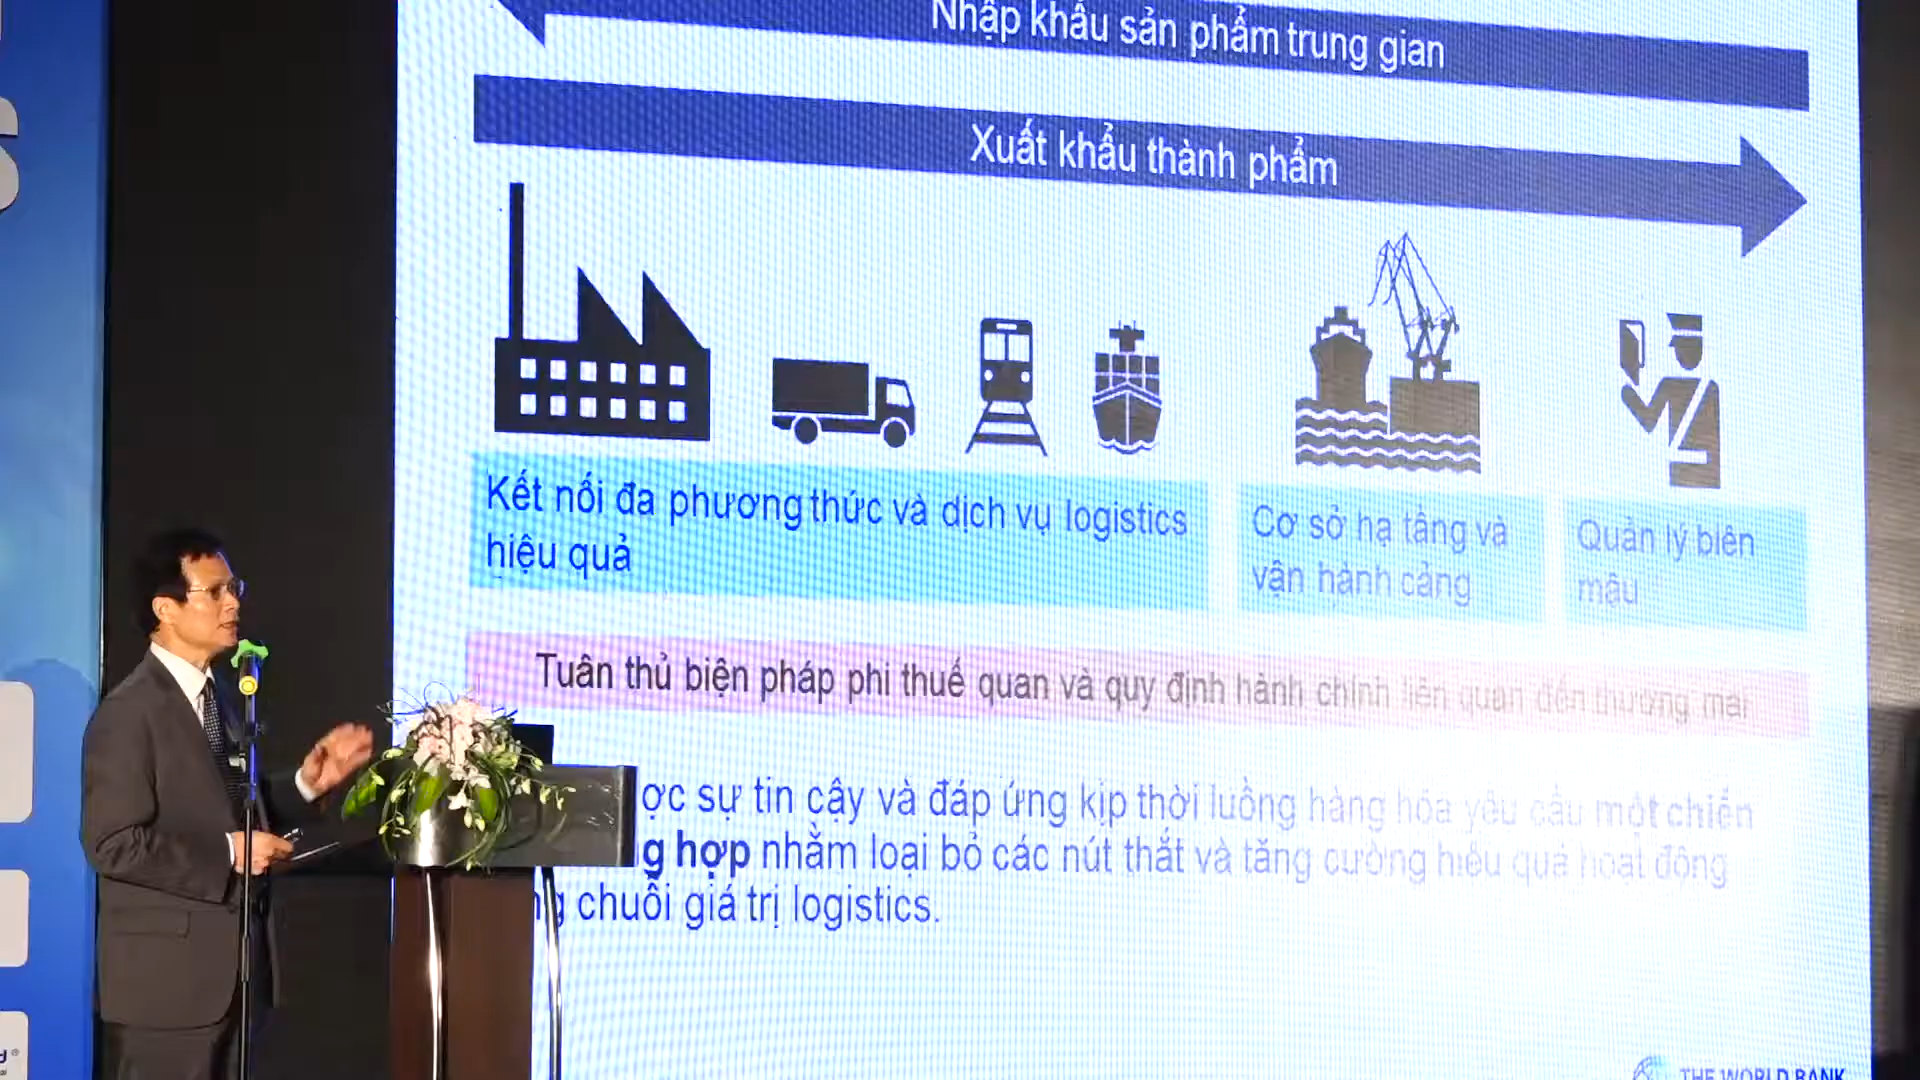 Nhập khẩu sản phẩm trung gian
Xuất khẩu thành phẩm
Kết nối đa phương thức và dịch vụ logistics
hiệu quả
Cơ sở hạ tầng và
vận hành cảng
Quản lý biên
mậu
Tuân thủ biện pháp phi thuế quan và quy định hành chính liên quan đến thương mại
ợc sự tin cậy và đáp ứng kịp thời luồng hàng hóa yêu cầu một chiến
g hợp nhằm loại bỏ các nút thắt và tăng cường hiệu quả hoạt động
ng chuỗi giá trị logistics.
THE WORLD BANK